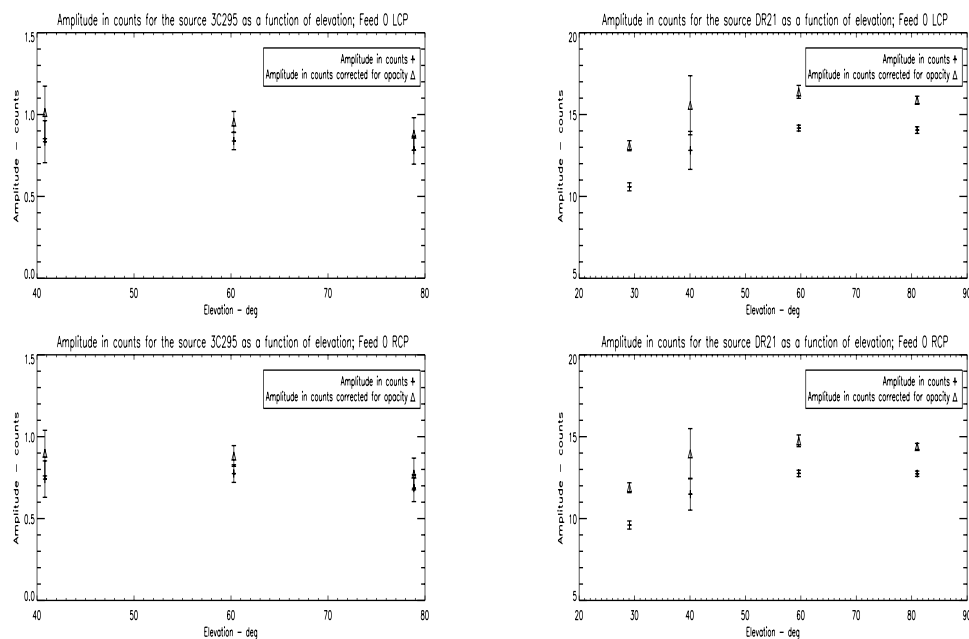 Amplitude in counts for the source 3C295 as a function of elevation; Feed 0 LCP
1.5
1.0
0.5
0.0
Amplitude – counts
Amplitude in counts +
Amplitude in counts corrected for opacity △
40 50 60 70 80
Elevation – deg
Amplitude in counts for the source DR21 as a function of elevation; Feed 0 LCP
20
15
10
5
Amplitude – counts
Amplitude in counts +
Amplitude in counts corrected for opacity △
20 30 40 50 60 70 80 90
Elevation – deg
Amplitude in counts for the source 3C295 as a function of elevation; Feed 0 RCP
1.5
1.0
0.5
0.0
Amplitude – counts
Amplitude in counts +
Amplitude in counts corrected for opacity △
40 50 60 70 80
Elevation – deg
Amplitude in counts for the source DR21 as a function of elevation; Feed 0 RCP
20
15
10
5
Amplitude – counts
Amplitude in counts +
Amplitude in counts corrected for opacity △
20 30 40 50 60 70 80 90
Elevation – deg